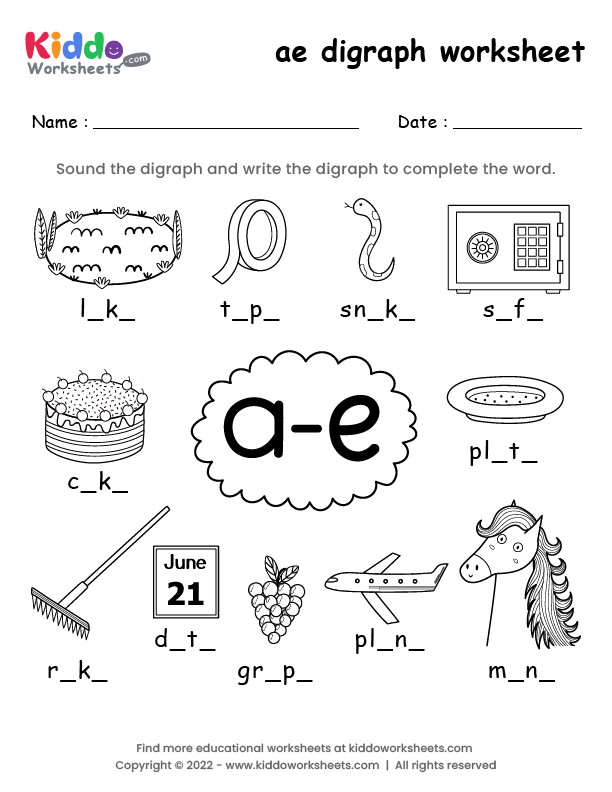 Kiddo
Worksheets .com
ae digraph worksheet
Name : ____________ Date : ____________
Sound the digraph and write the digraph to complete the word.
l_k_ t_p_ sn_k_ s_f_
a-e
pl_t_
c_k_
June
21
d_t_ pl_n_
r_k_ gr_p_ m_n_
Find more educational worksheets at kiddoworksheets.com
Copyright © 2022 - www.kiddoworksheets.com | All rights reserved